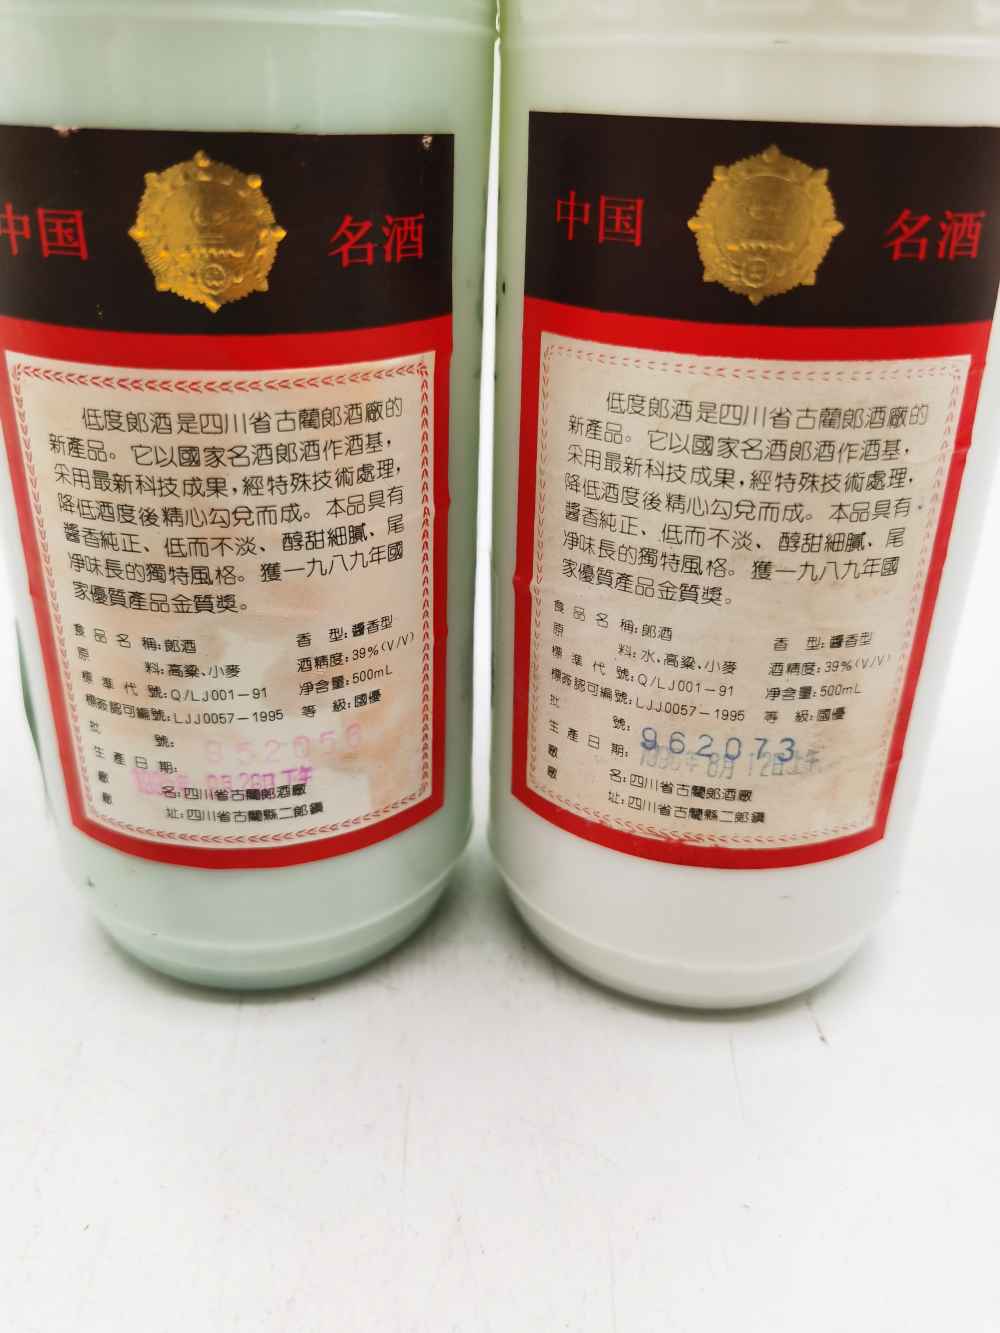 中国 名酒
低度郎酒是四川省古藺郎酒廠的
新產品。它以國家名酒郎酒作酒基，
采用最新科技成果，經特殊技術處理，
降低酒度後精心勾兌而成。本品具有
醬香純正、低而不淡、醇甜細膩、尾
凈味長的獨特風格。獲一九八九年國
家優質產品金質獎。
食品名稱:郎酒 香型:醬香型
原料:高粱、小麥 酒精度:39%(V/V)
標準代號:Q/LJ001-91 净含量:500mL
標簽認可編號:LJJ0057-1995 等級:國優
批號: 952056
生產日期:
廠名:四川省古藺郎酒廠
廠址:四川省古藺縣二郎鎮
中国 名酒
低度郎酒是四川省古藺郎酒廠的
新產品。它以國家名酒郎酒作酒基，
采用最新科技成果，經特殊技術處理，
降低酒度後精心勾兌而成。本品具有
醬香純正、低而不淡、醇甜細膩、尾
凈味長的獨特風格。獲一九八九年國
家優質產品金質獎。
食品名稱:郎酒 香型:醬香型
原料:水、高粱、小麥 酒精度:39%(V/V)
標準代號:Q/LJ001-91 净含量:500mL
標簽認可編號:LJJ0057-1995 等級:國優
批號: 962073
生產日期: 1996年8月12日
廠名:四川省古藺郎酒廠
廠址:四川省古藺縣二郎鎮